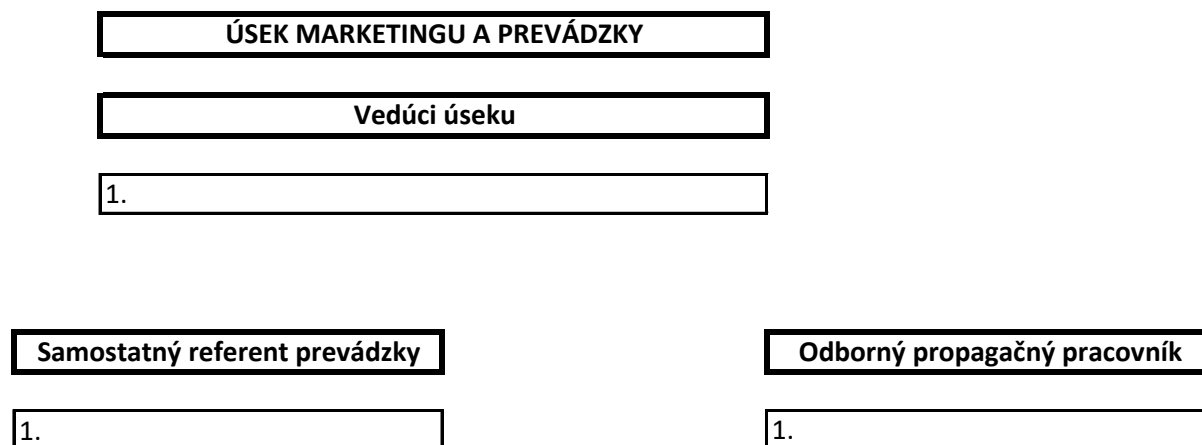 ÚSEK MARKETINGU A PREVÁDZKY
Vedúci úseku
1.
Samostatný referent prevádzky
Odborný propagačný pracovník
1.
1.